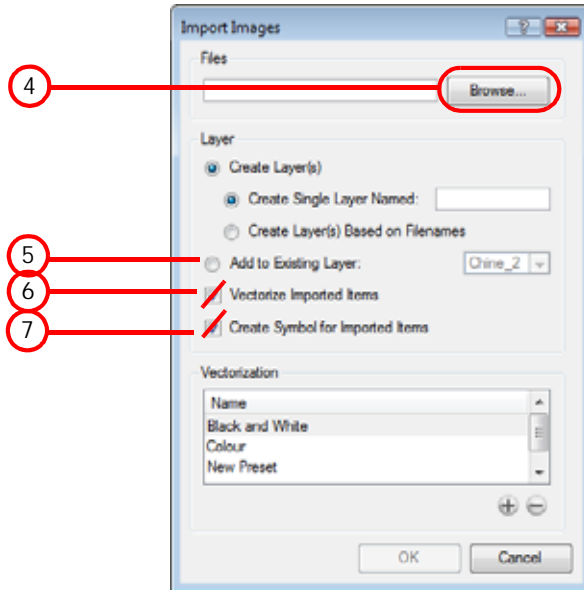 Import Images
Files
4
Browse...
Layer
Create Layer(s)
Create Single Layer Named:
Create Layer(s) Based on Filenames
5
Add to Existing Layer:
Chine_2
6
Vectorize Imported Items
7
Create Symbol for Imported Items
Vectorization
Name
Black and White
Colour
New Preset
OK
Cancel